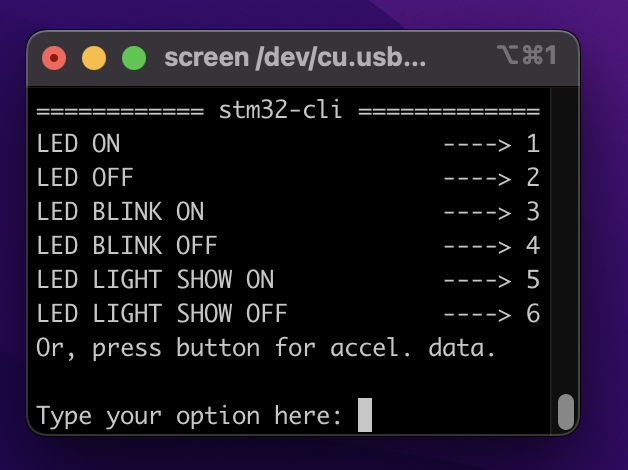 screen /dev/cu.usb... ⌥⌘1
============ stm32-cli =============
LED ON ----> 1
LED OFF ----> 2
LED BLINK ON ----> 3
LED BLINK OFF ----> 4
LED LIGHT SHOW ON ----> 5
LED LIGHT SHOW OFF ----> 6
Or, press button for accel. data.
Type your option here: